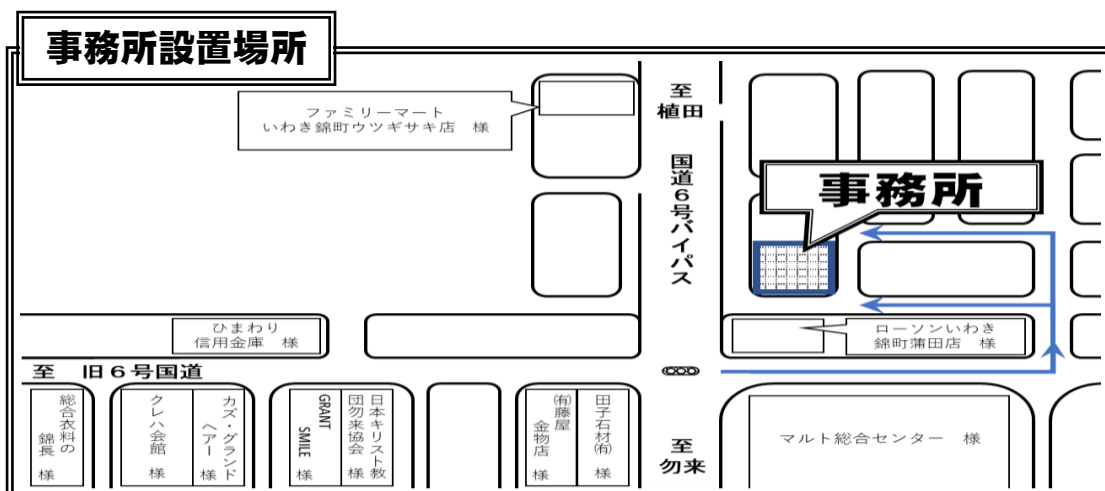 事務所設置場所
ファミリーマート
いわき錦町ウツギサキ店　様
至
植田
国道6号バイパス
事務所
ひまわり
信用金庫　様
ローソンいわき
錦町蒲田店　様
至　旧6号国道
総合衣料の
錦長　様
クレハ会館　様
カズ・グランド
ヘアー　様
GRANT
SMILE　様
日本キリスト教
団勿来協会　様
㈲藤屋
金物店　様
田子石材㈲　様
至
勿来
マルト総合センター　様